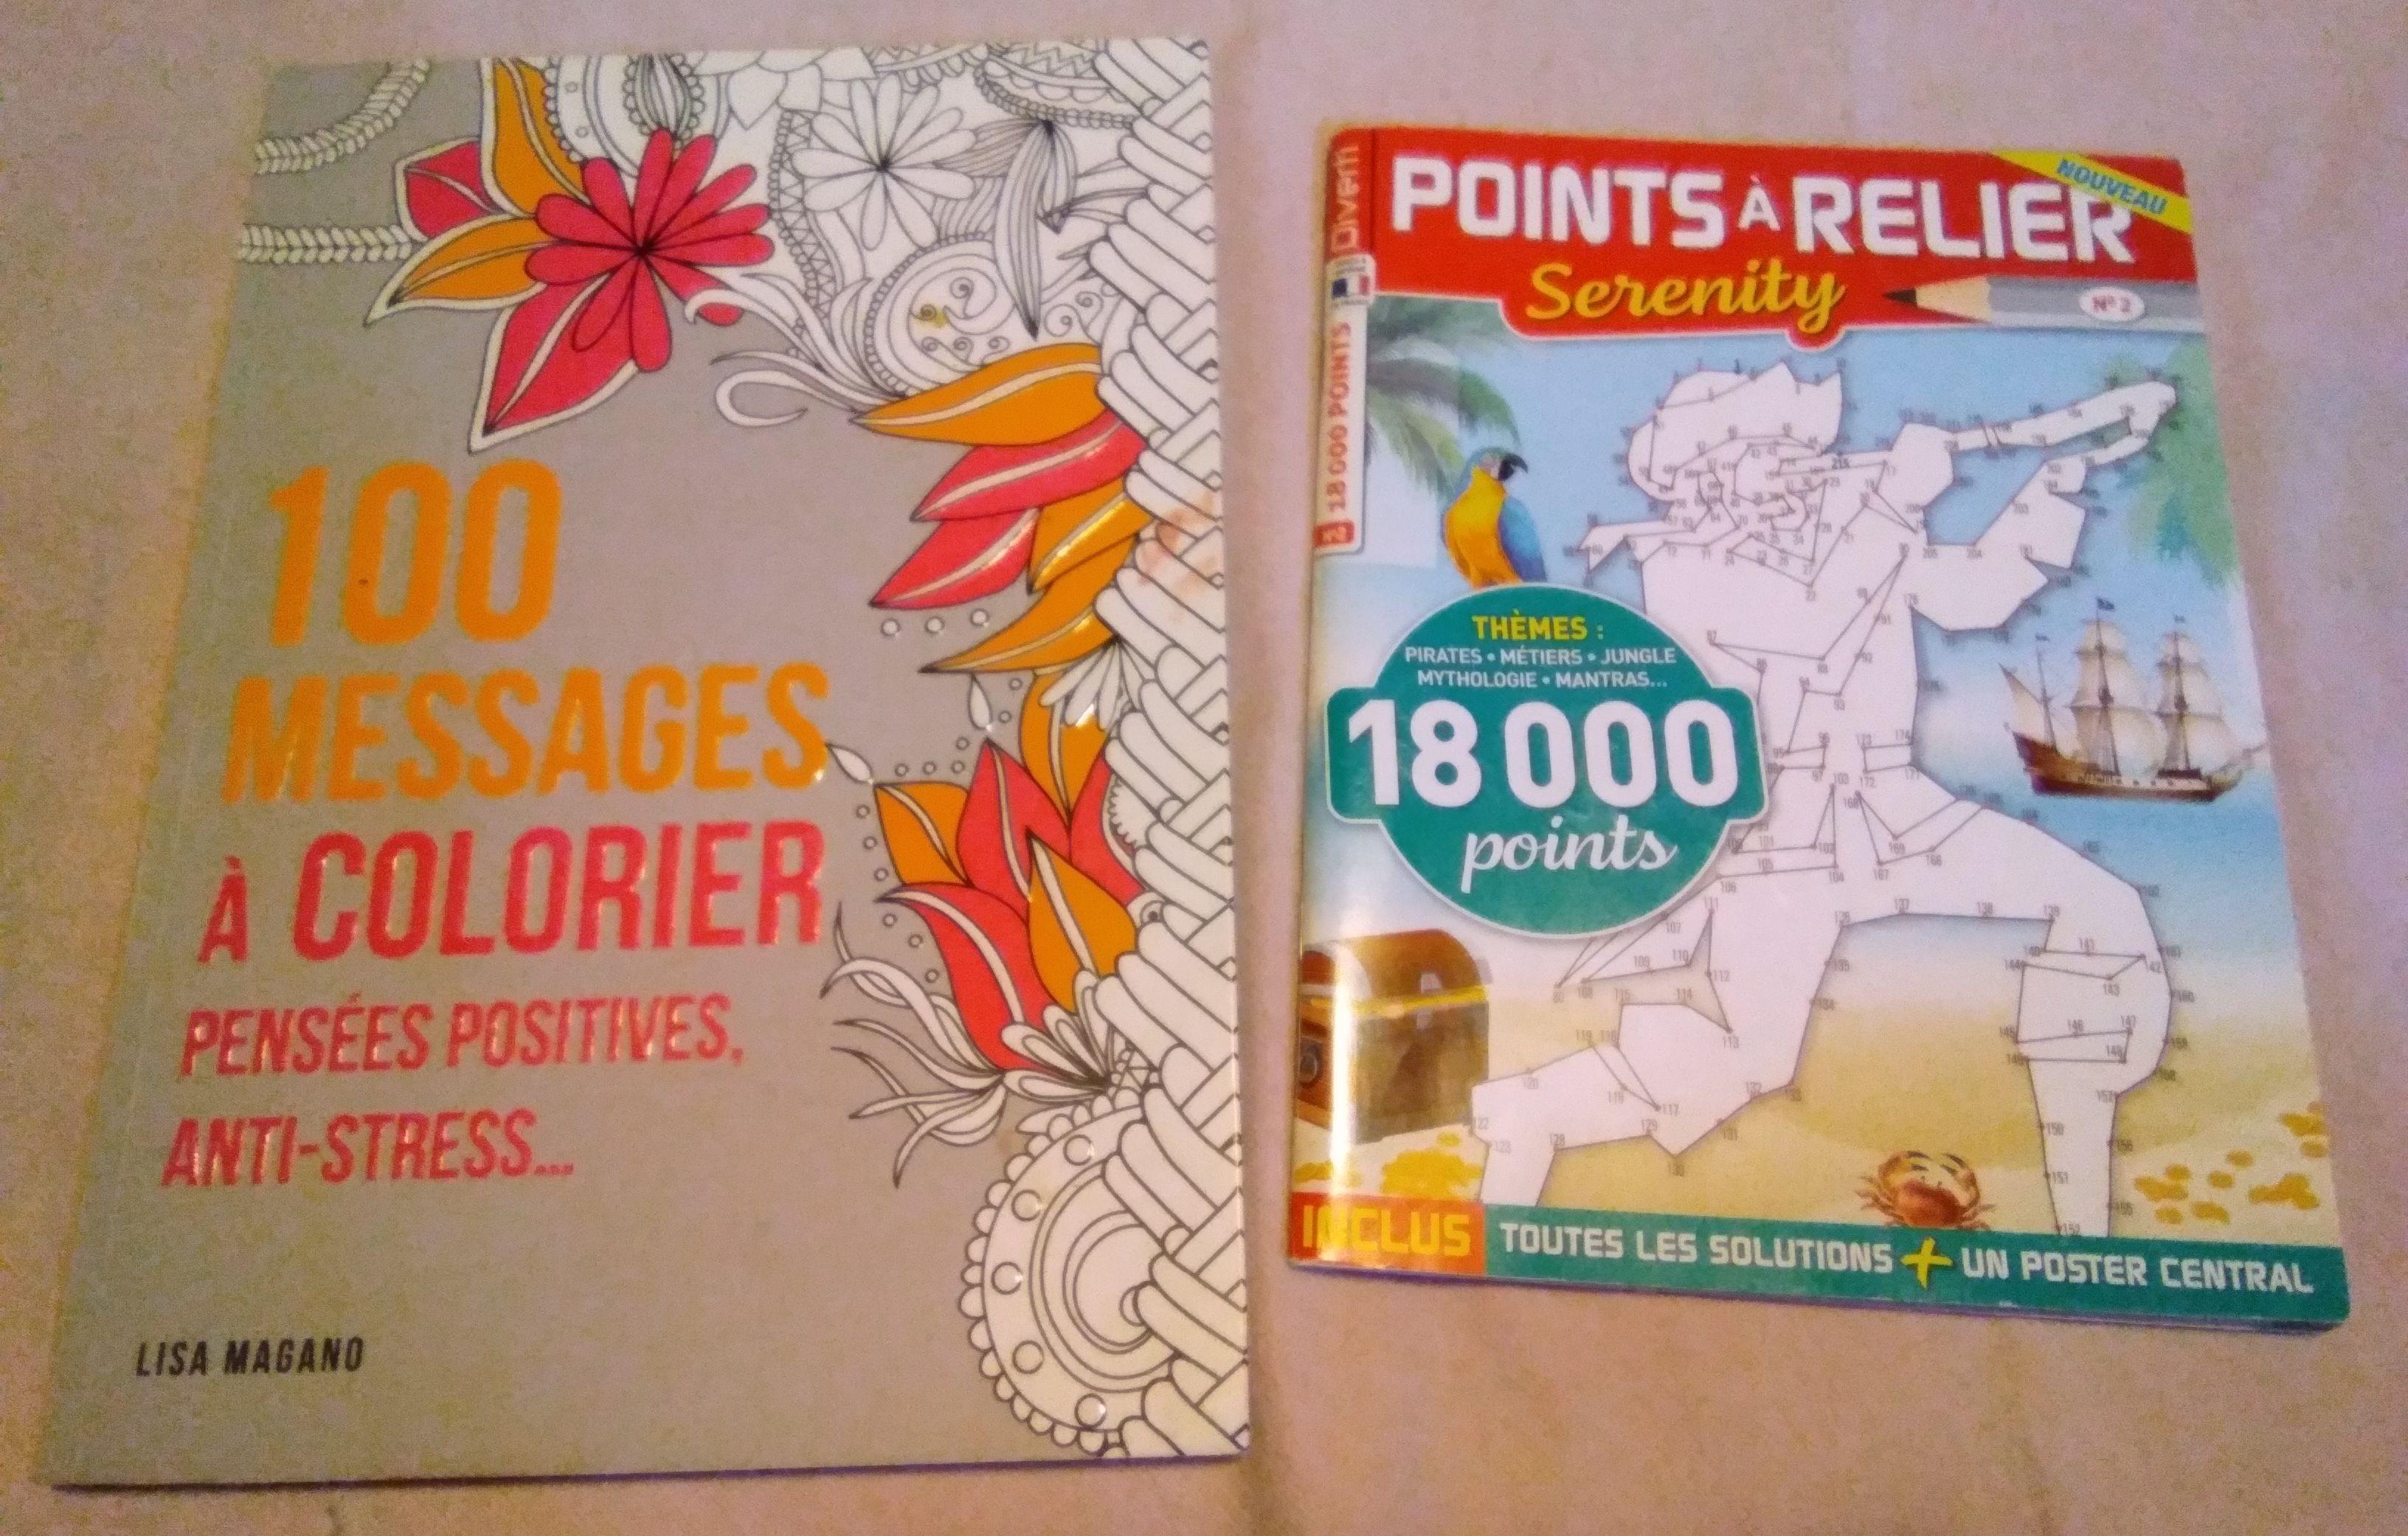 100
MESSAGES
À COLORIER
PENSÉES POSITIVES,
ANTI-STRESS...
LISA MAGANO
Diverti
18 000 POINTS
POINTS À RELIER
NOUVEAU
Serenity
N° 2
THÈMES :
PIRATES • MÉTIERS • JUNGLE
MYTHOLOGIE • MANTRAS...
18 000
points
INCLUS
TOUTES LES SOLUTIONS + UN POSTER CENTRAL